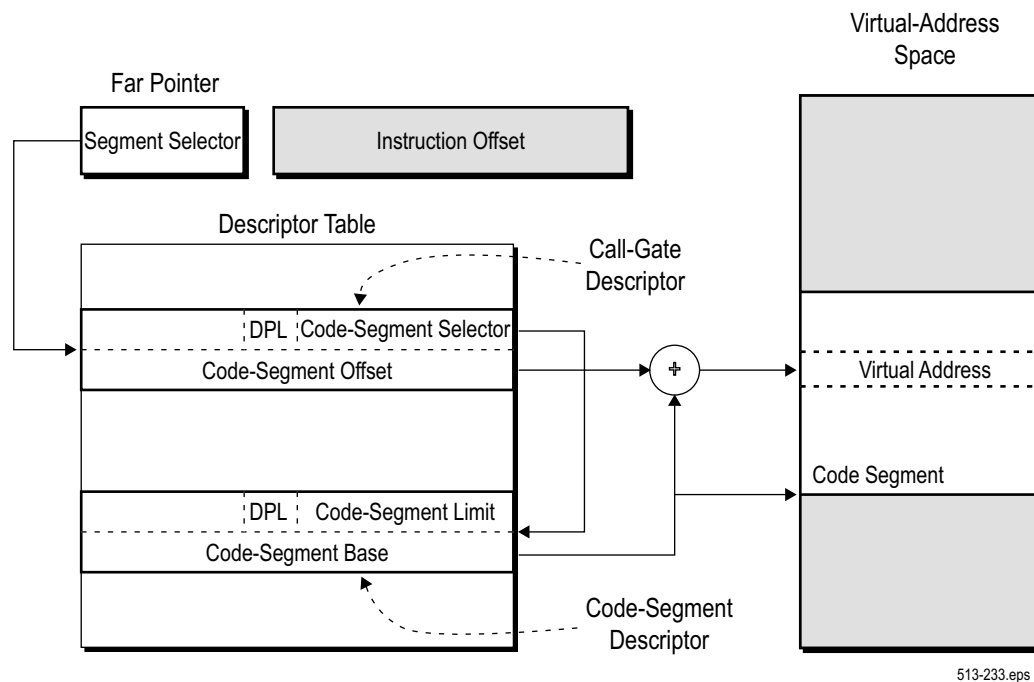 Virtual-Address
Space
Far Pointer
Segment Selector
Instruction Offset
Descriptor Table
Call-Gate
Descriptor
DPL
Code-Segment Selector
Code-Segment Offset
+
Virtual Address
Code Segment
DPL
Code-Segment Limit
Code-Segment Base
Code-Segment
Descriptor
513-233.eps